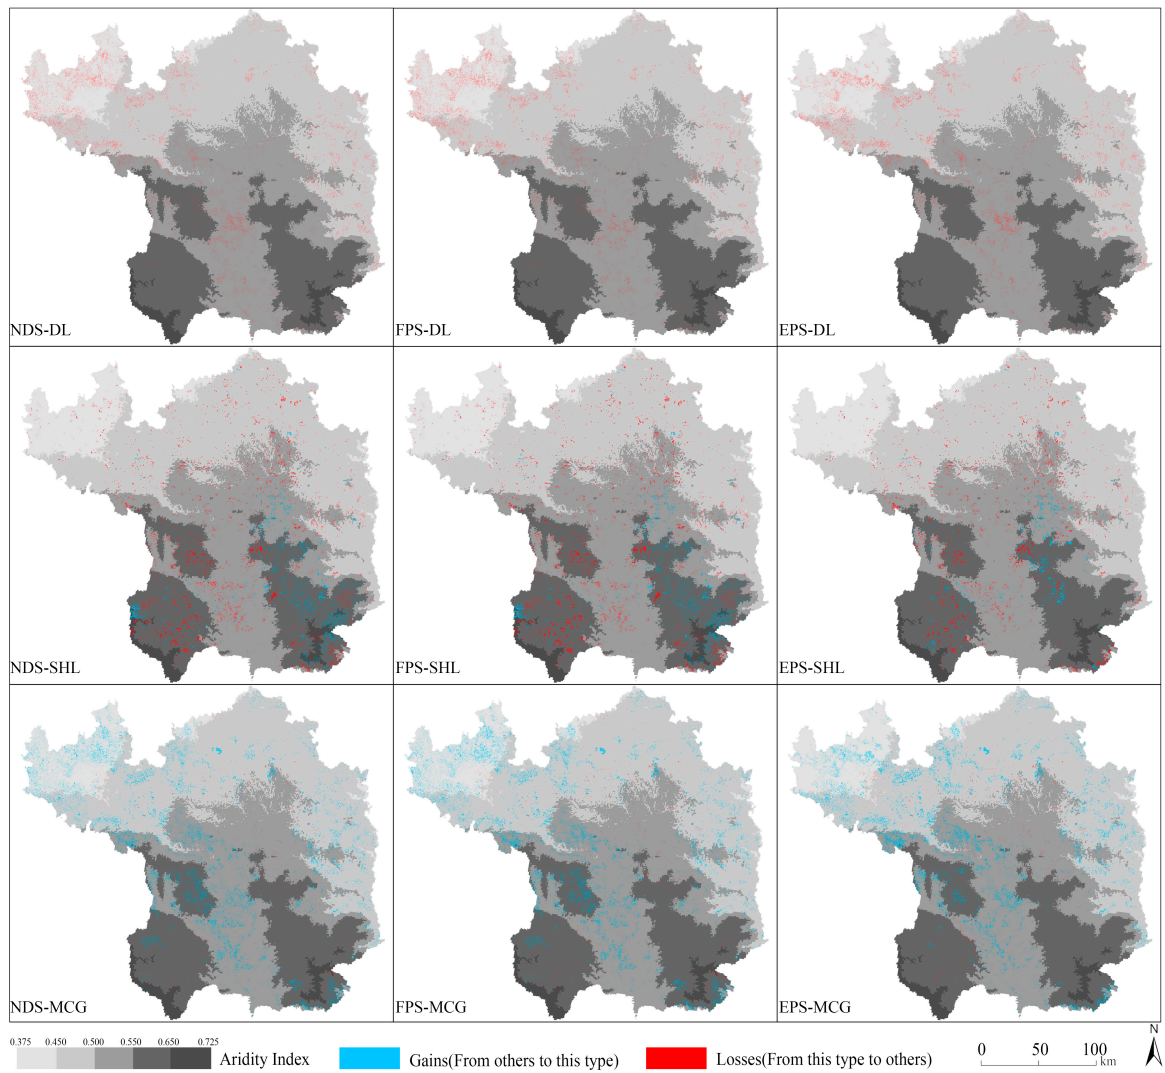 NDS-DL
FPS-DL
EPS-DL
NDS-SHL
FPS-SHL
EPS-SHL
NDS-MCG
FPS-MCG
EPS-MCG
0.375 0.450 0.500 0.550 0.650 0.725
Aridity Index
Gains(From others to this type)
Losses(From this type to others)
0 50 100
km
N